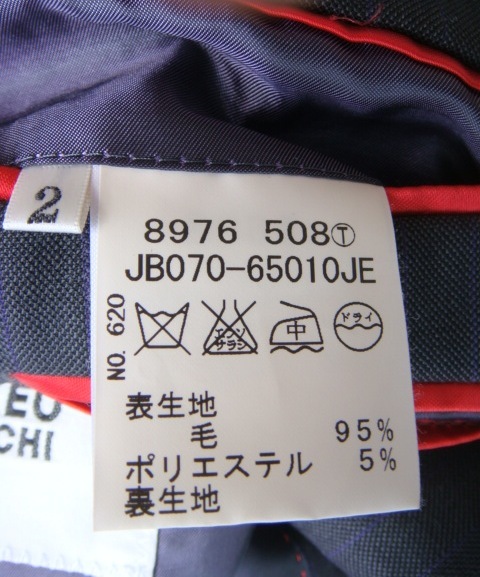 2
8976 508Ⓣ
JB070-65010JE
NO. 620
エンソ
サラシ
中
ドライ
表生地
毛 95%
ポリエステル 5%
裏生地
EO
CHI